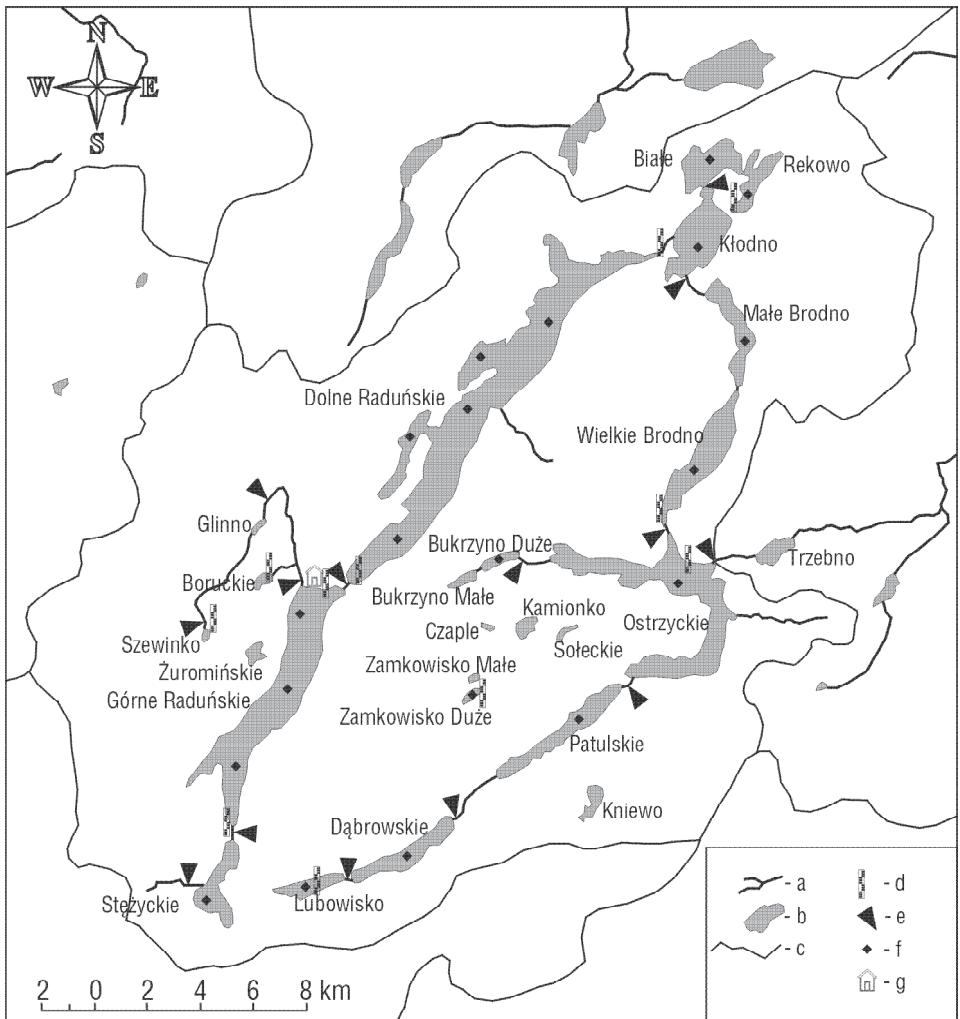 N
W E
S
Białe
Rekowo
Kłodno
Małe Brodno
Dolne Raduńskie
Wielkie Brodno
Glinno
Bukrzyno Duże
Trzebno
Boruckie
Bukrzyno Małe
Kamionko
Szewinko
Czaple
Ostrzyckie
Sołeckie
Żuromińskie
Zamkowisko Małe
Górne Raduńskie
Zamkowisko Duże
Patulskie
Kniewo
Dąbrowskie
Stężyckie
Lubowisko
- a - d
- b - e
- c - f
- g
2 0 2 4 6 8 km